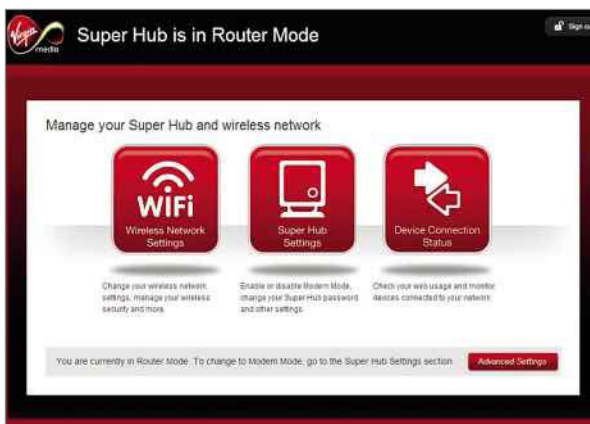 Virgin media
Super Hub is in Router Mode
Sign
Manage your Super Hub and wireless network
WiFi
Wireless Network
Settings
Super Hub
Settings
Device Connection
Status
Change your wireless network
settings, manage your wireless
security and more.
Enable or disable Modem Mode,
change your Super Hub password
and other settings.
Check your web usage and monitor
devices connected to your network.
You are currently in Router Mode. To change to Modem Mode, go to the Super Hub Settings section
Advanced Settings